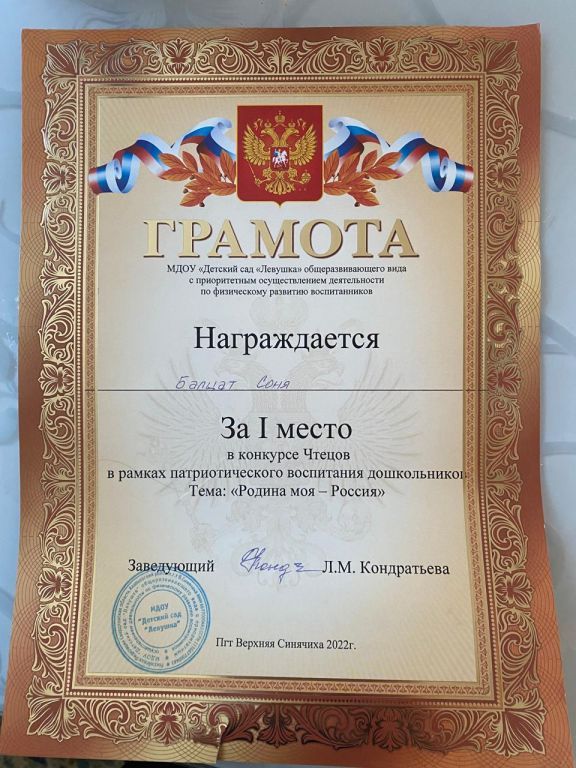 ГРАМОТА
МДОУ «Детский сад «Левушка» общеразвивающего вида
с приоритетным осуществлением деятельности
по физическому развитию воспитанников
Награждается
Балцат Соня
За I место
в конкурсе Чтецов
в рамках патриотического воспитания дошкольников
Тема: «Родина моя – Россия»
Заведующий Л.М. Кондратьева
МДОУ
"Детский сад
"Левушка"
Пгт Верхняя Синячиха 2022г.